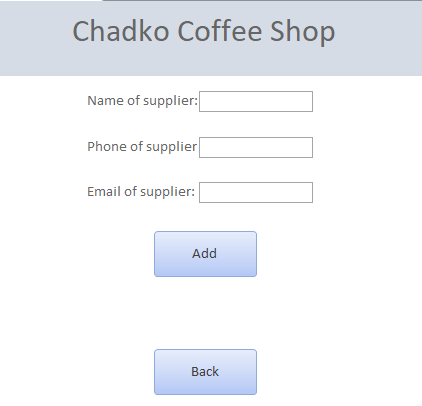 Chadko Coffee Shop
Name of supplier:
Phone of supplier
Email of supplier:
Add
Back